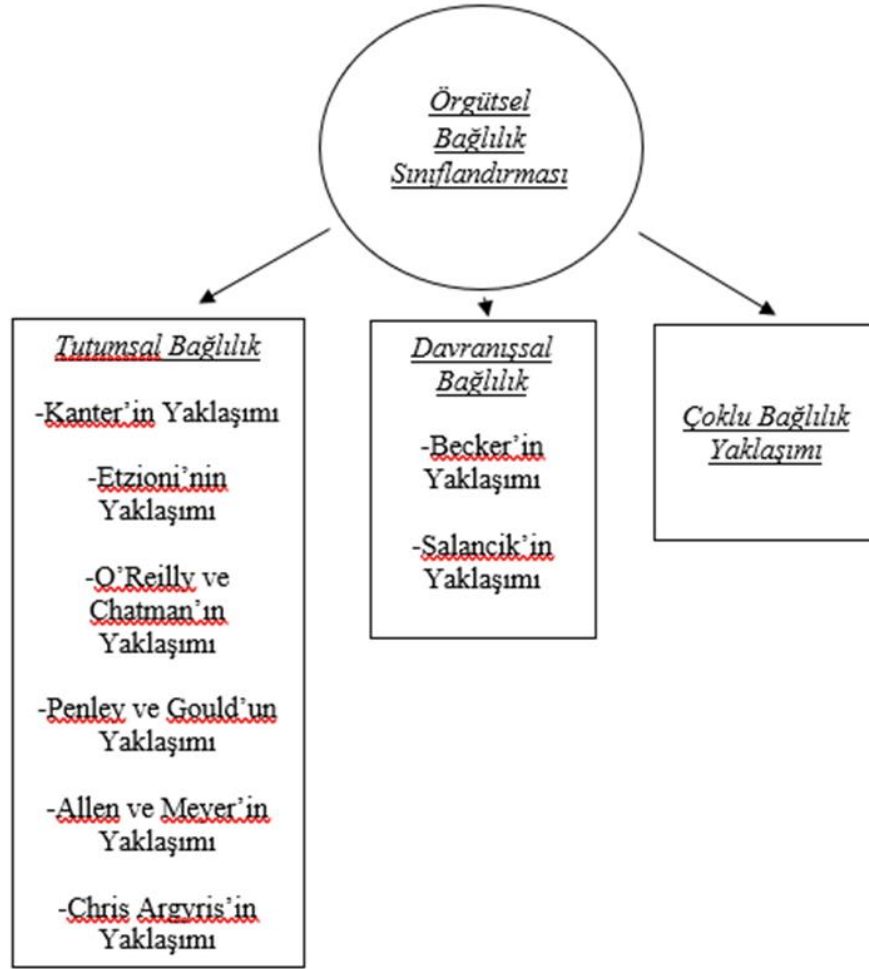 Örgütsel
Bağlılık
Sınıflandırması
Tutumsal Bağlılık
-Kanter’in Yaklaşımı
-Etzioni’nin
Yaklaşımı
-O’Reilly ve
Chatman’ın
Yaklaşımı
-Penley ve Gould’un
Yaklaşımı
-Allen ve Meyer’in
Yaklaşımı
-Chris Argyris’in
Yaklaşımı
Davranışsal
Bağlılık
-Becker’in
Yaklaşımı
-Salancik’in
Yaklaşımı
Çoklu Bağlılık
Yaklaşımı